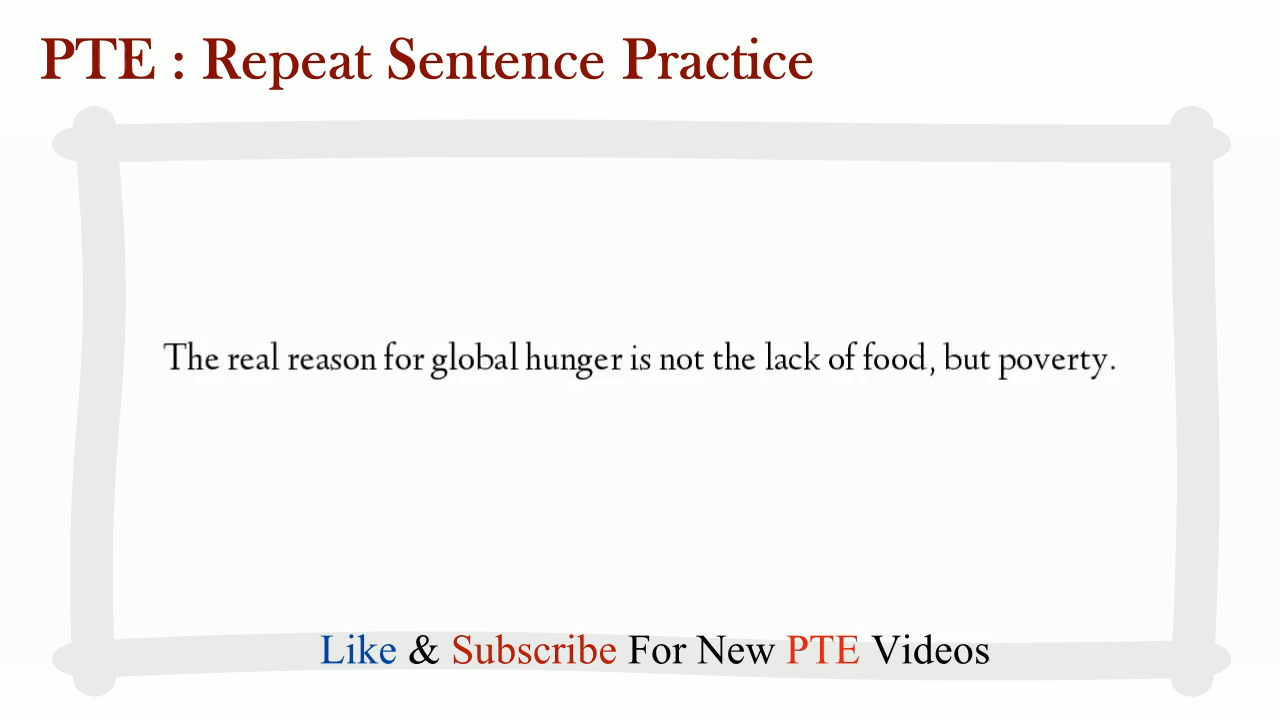 PTE : Repeat Sentence Practice
The real reason for global hunger is not the lack of food, but poverty.
Like & Subscribe For New PTE Videos